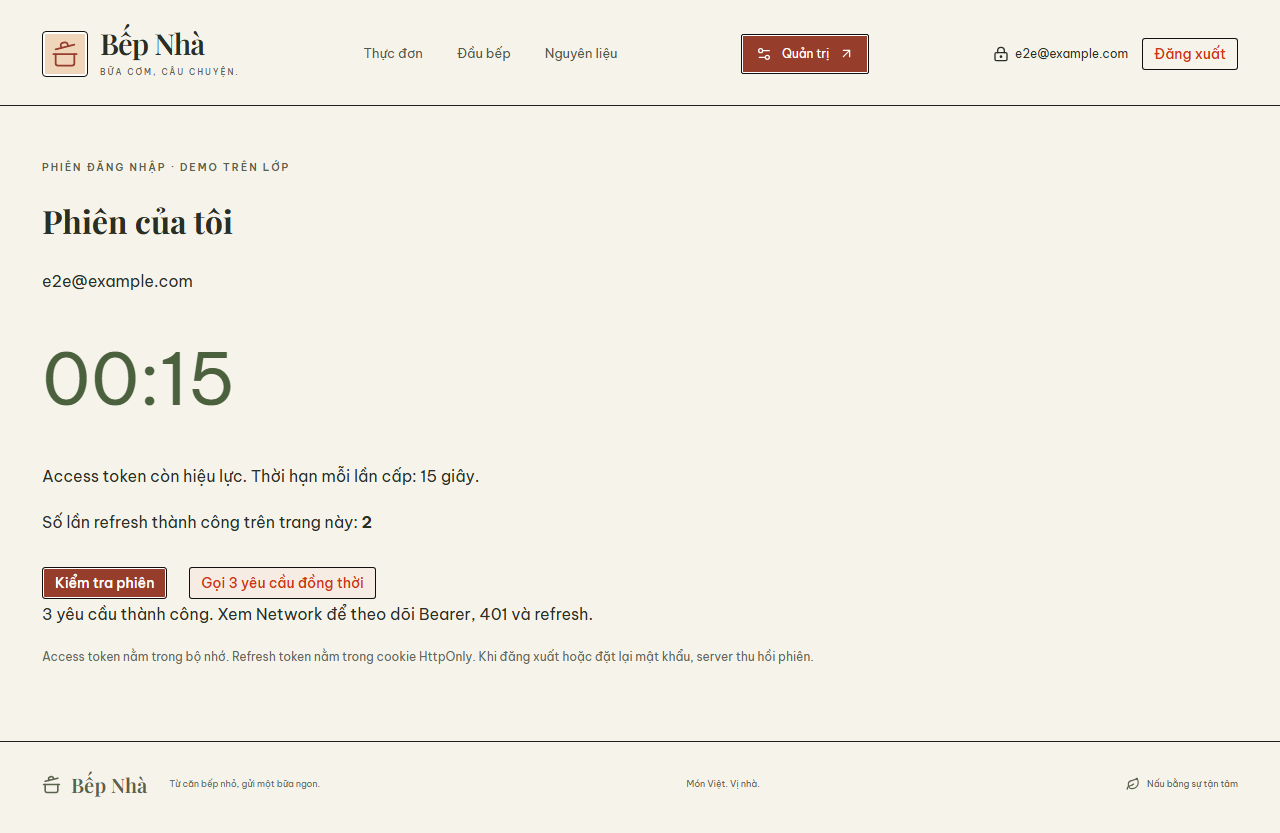 Bếp Nhà
BỮA CƠM, CÂU CHUYỆN.
Thực đơn
Đầu bếp
Nguyên liệu
Quản trị
e2e@example.com
Đăng xuất
PHIÊN ĐĂNG NHẬP · DEMO TRÊN LỚP
Phiên của tôi
e2e@example.com
00:15
Access token còn hiệu lực. Thời hạn mỗi lần cấp: 15 giây.
Số lần refresh thành công trên trang này: 2
Kiểm tra phiên
Gọi 3 yêu cầu đồng thời
3 yêu cầu thành công. Xem Network để theo dõi Bearer, 401 và refresh.
Access token nằm trong bộ nhớ. Refresh token nằm trong cookie HttpOnly. Khi đăng xuất hoặc đặt lại mật khẩu, server thu hồi phiên.
Bếp Nhà
Từ căn bếp nhỏ, gửi một bữa ngon.
Món Việt. Vị nhà.
Nấu bằng sự tận tâm